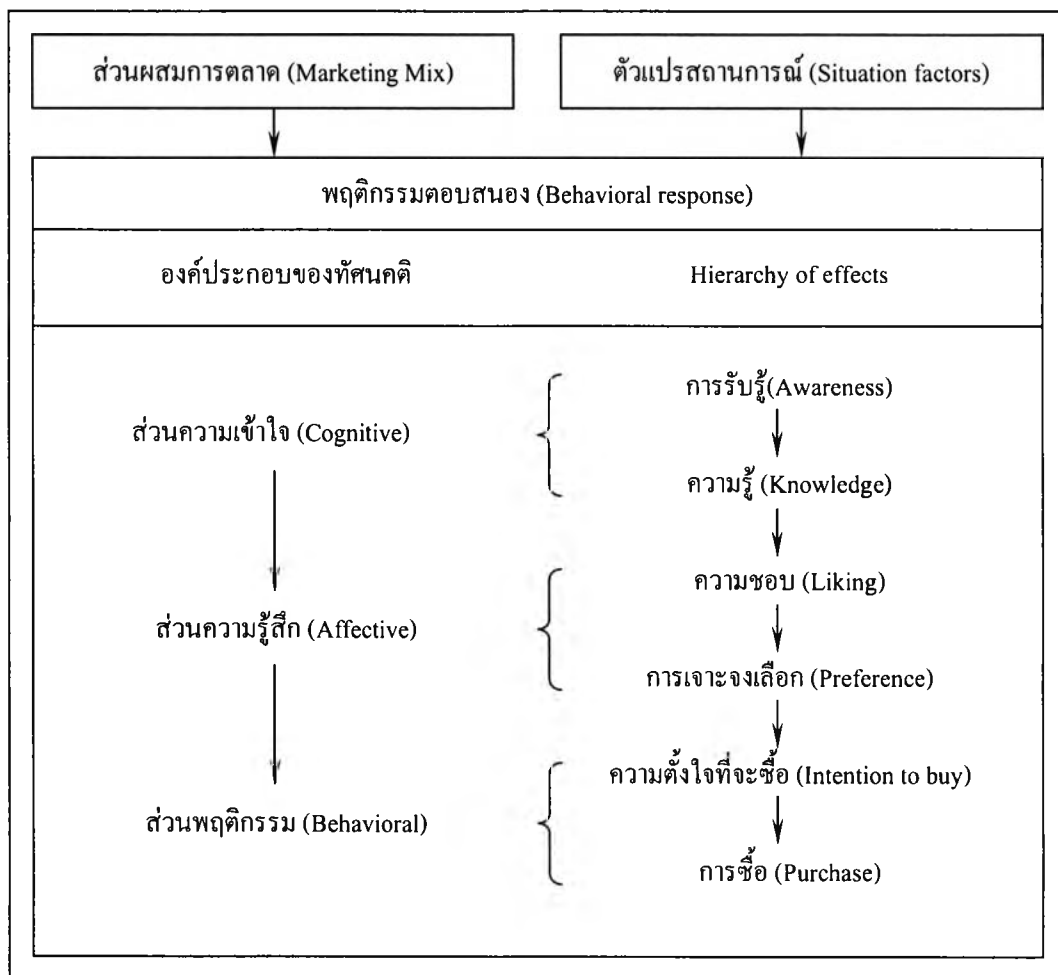 ส่วนผสมการตลาด (Marketing Mix)
ตัวแปรสถานการณ์ (Situation factors)
พฤติกรรมตอบสนอง (Behavioral response)
องค์ประกอบของทัศนคติ
Hierarchy of effects
การรับรู้(Awareness)
ส่วนความเข้าใจ (Cognitive)
ความรู้ (Knowledge)
ความชอบ (Liking)
ส่วนความรู้สึก (Affective)
การเจาะจงเลือก (Preference)
ความตั้งใจที่จะซื้อ (Intention to buy)
ส่วนพฤติกรรม (Behavioral)
การซื้อ (Purchase)